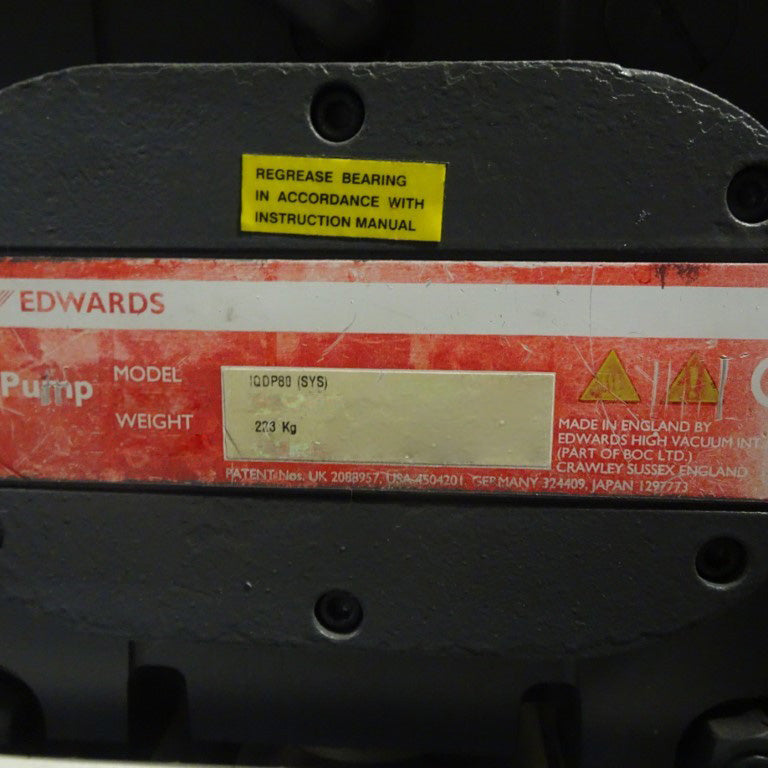 REGREASE BEARING
IN ACCORDANCE WITH
INSTRUCTION MANUAL
EDWARDS
Pump
MODEL
IQDP80 (SYS)
WEIGHT
223 Kg
MADE IN ENGLAND BY
EDWARDS HIGH VACUUM INT.
(PART OF BOC LTD.)
CRAWLEY SUSSEX ENGLAND
PATENT Nos. UK 2088957, USA 4504201, GERMANY 324409, JAPAN 1297773